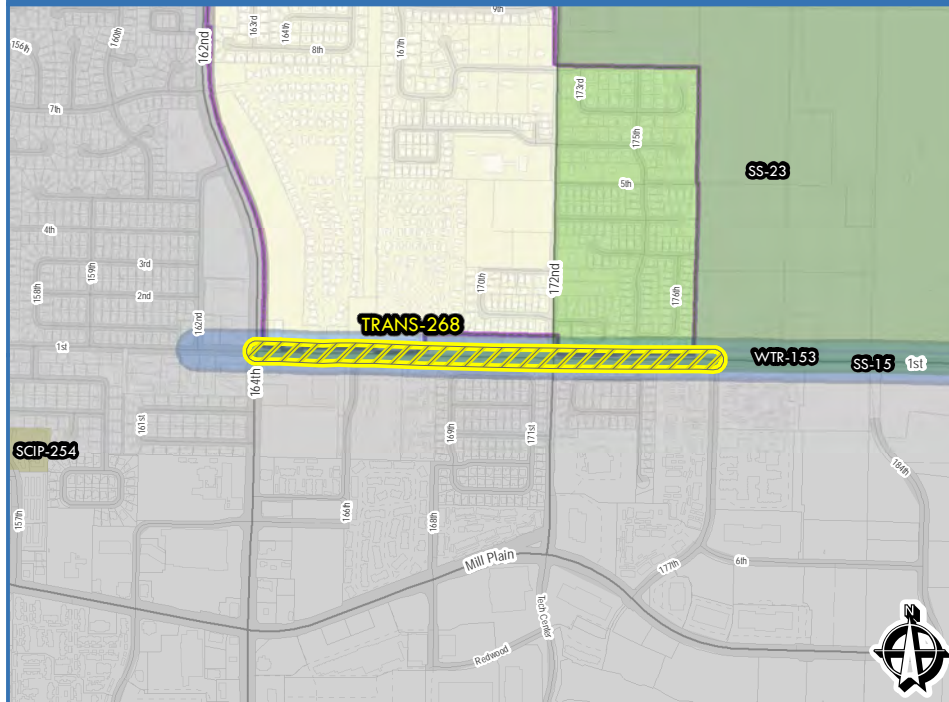 9th
156th
160th
162nd
163rd
164th
8th
167th
7th
173rd
175th
SS-23
5th
4th
3rd
159th
158th
2nd
162nd
170th
172nd
176th
TRANS-268
1st
WTR-153
SS-15
1st
164th
161st
169th
171st
SCIP-254
184th
157th
166th
168th
Mill Plain
177th
6th
Tech Center
Redwood
N